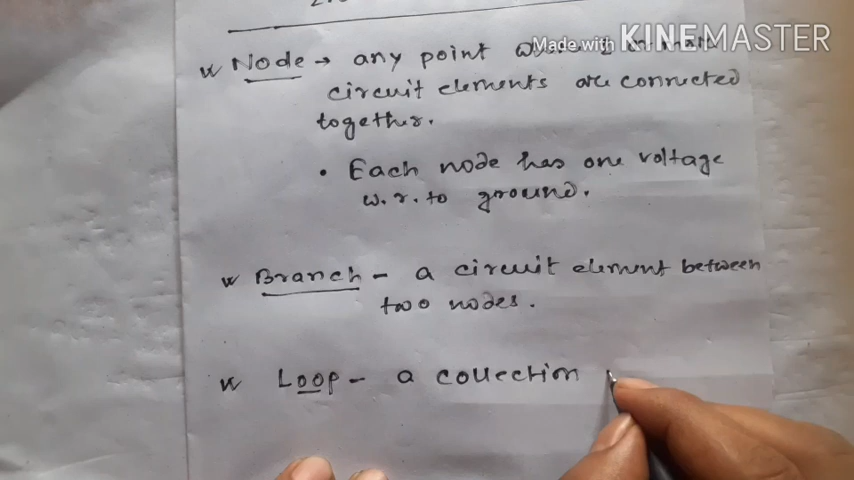 Made with KINEMASTER
Node → any point where
circuit elements are connected
together.
• Each node has one voltage
w.r.to ground.
Branch - a circuit element between
two nodes.
Loop - a collection